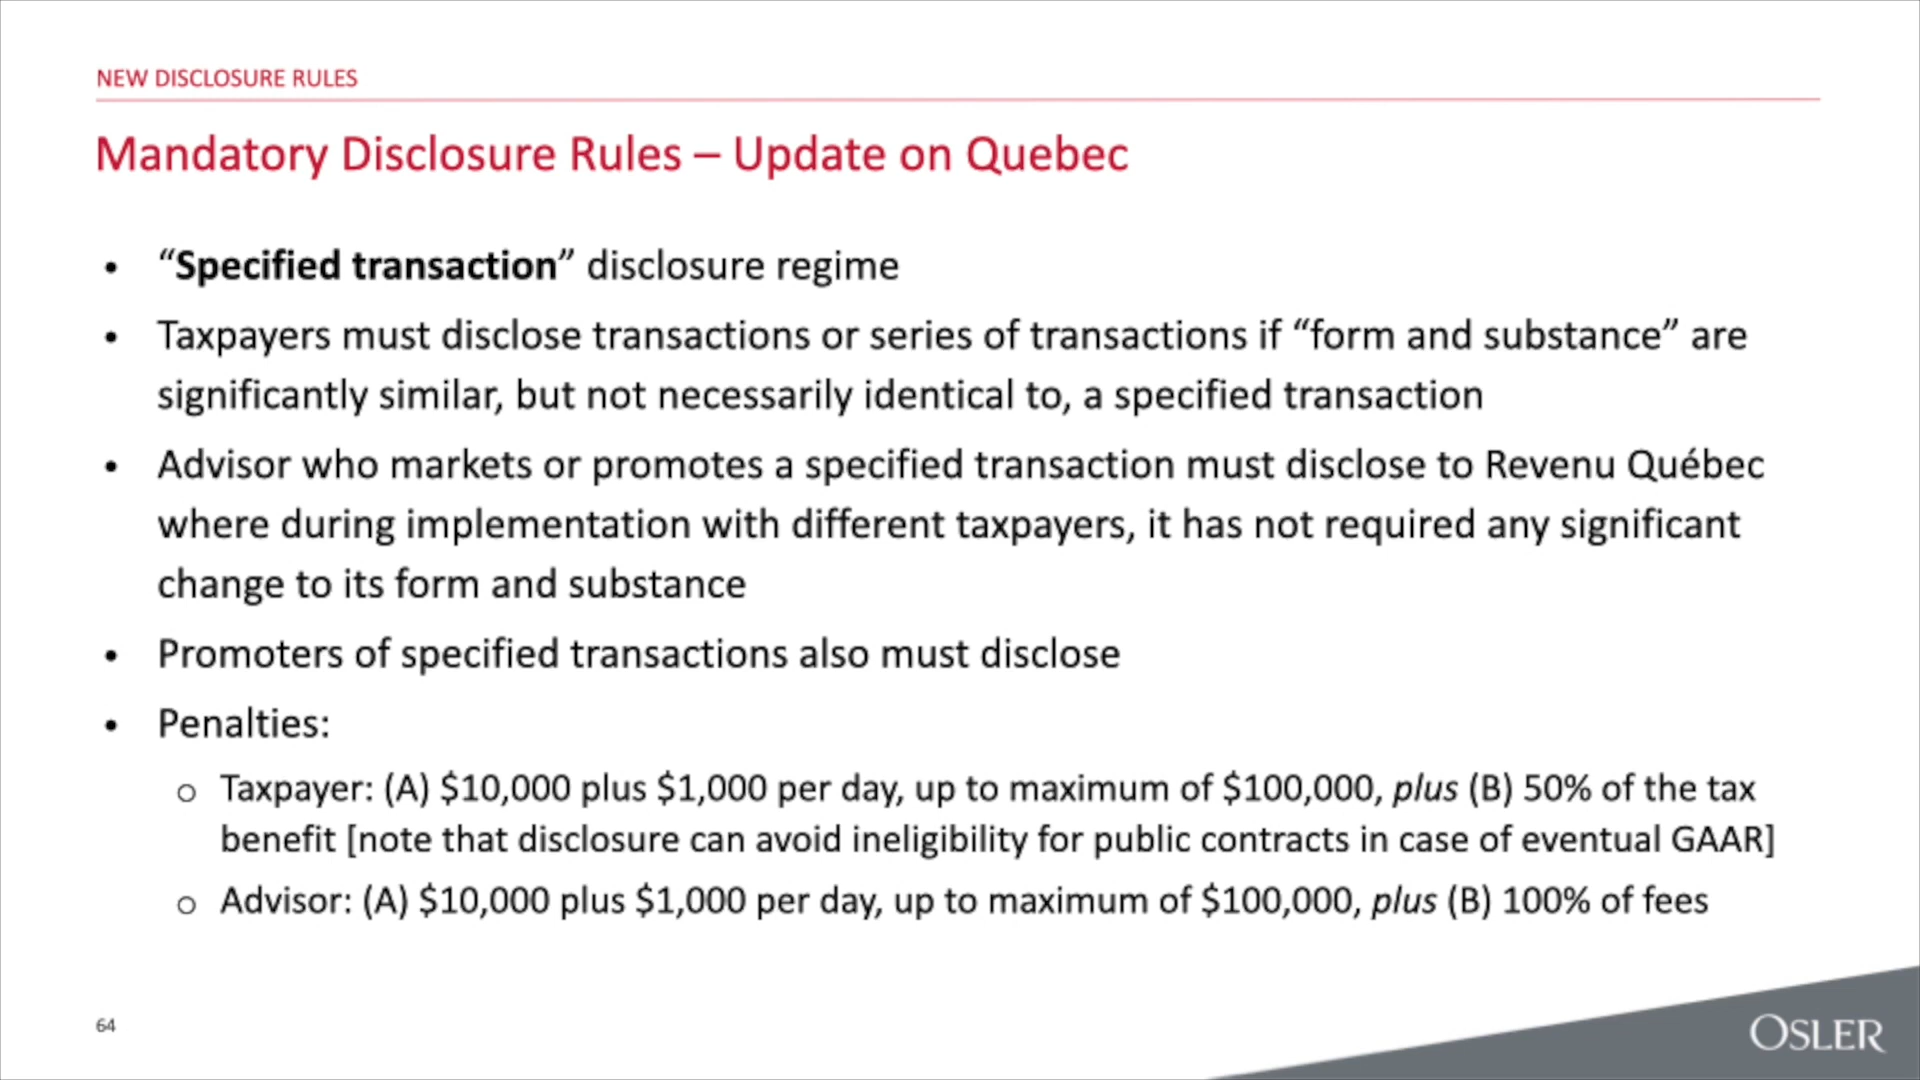 NEW DISCLOSURE RULES
Mandatory Disclosure Rules – Update on Quebec
• “Specified transaction” disclosure regime
• Taxpayers must disclose transactions or series of transactions if “form and substance” are
significantly similar, but not necessarily identical to, a specified transaction
• Advisor who markets or promotes a specified transaction must disclose to Revenu Québec
where during implementation with different taxpayers, it has not required any significant
change to its form and substance
• Promoters of specified transactions also must disclose
• Penalties:
o Taxpayer: (A) $10,000 plus $1,000 per day, up to maximum of $100,000, plus (B) 50% of the tax
benefit [note that disclosure can avoid ineligibility for public contracts in case of eventual GAAR]
o Advisor: (A) $10,000 plus $1,000 per day, up to maximum of $100,000, plus (B) 100% of fees
64
OSLER